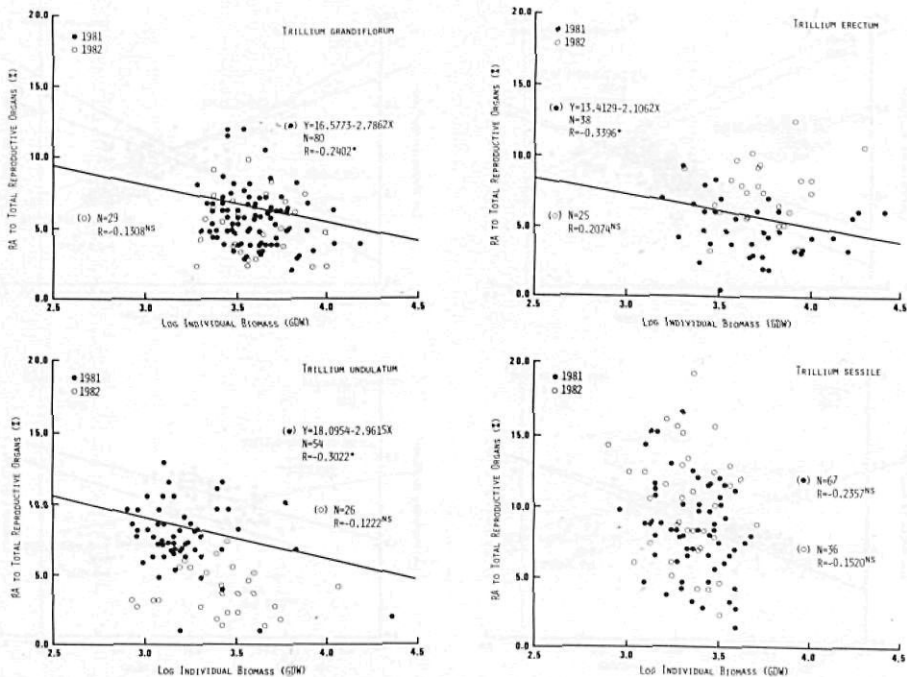 TRILLIUM GRANDIFLORUM
● 1981
○ 1982
RA TO TOTAL REPRODUCTIVE ORGANS (%)
20.0
15.0
10.0
5.0
0.0
(●) Y=16.5773-2.7862X
N=80
R=-0.2402*
(○) N=29
R=-0.1308NS
2.5 3.0 3.5 4.0 4.5
LOG INDIVIDUAL BIOMASS (GDW)
TRILLIUM ERECTUM
● 1981
○ 1982
RA TO TOTAL REPRODUCTIVE ORGANS (%)
20.0
15.0
10.0
5.0
0.0
(●) Y=13.4129-2.1062X
N=38
R=-0.3396*
(○) N=25
R=0.2074NS
2.5 3.0 3.5 4.0 4.5
LOG INDIVIDUAL BIOMASS (GDW)
TRILLIUM UNDULATUM
● 1981
○ 1982
RA TO TOTAL REPRODUCTIVE ORGANS (%)
20.0
15.0
10.0
5.0
0.0
(●) Y=18.0954-2.9615X
N=54
R=-0.3022*
(○) N=26
R=-0.1222NS
2.5 3.0 3.5 4.0 4.5
LOG INDIVIDUAL BIOMASS (GDW)
TRILLIUM SESSILE
● 1981
○ 1982
RA TO TOTAL REPRODUCTIVE ORGANS (%)
20.0
15.0
10.0
5.0
0.0
(●) N=67
R=-0.2357NS
(○) N=36
R=-0.1520NS
2.5 3.0 3.5 4.0 4.5
LOG INDIVIDUAL BIOMASS (GDW)